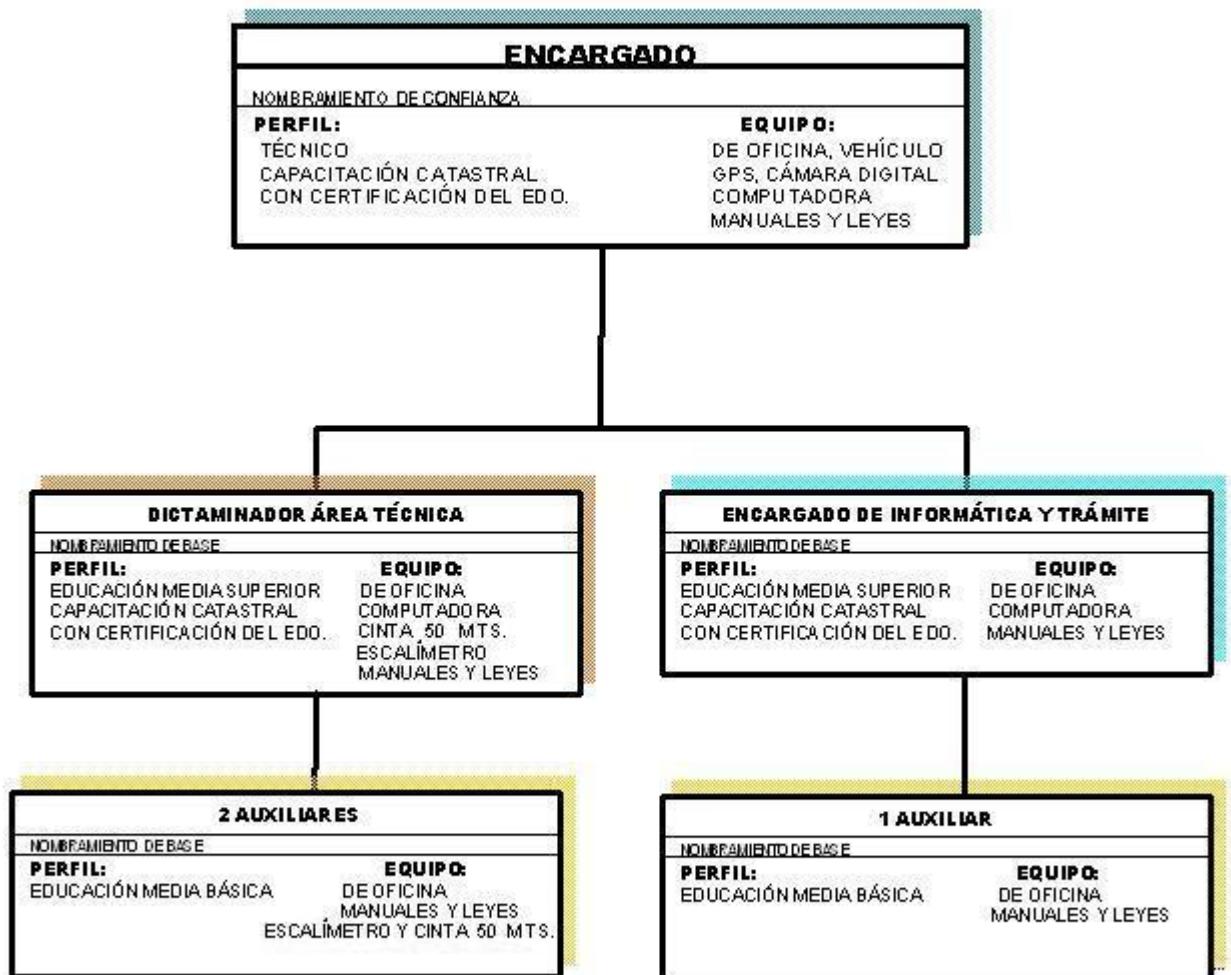 ENCARGADO
NOMBRAMIENTO DE CONFIANZA
PERFIL:
TÉCNICO
CAPACITACIÓN CATASTRAL
CON CERTIFICACIÓN DEL EDO.
EQUIPO:
DE OFICINA, VEHÍCULO
GPS, CÁMARA DIGITAL
COMPUTADORA
MANUALES Y LEYES
DICTAMINADOR ÁREA TÉCNICA
NOMBRAMIENTO DE BASE
PERFIL:
EDUCACIÓN MEDIA SUPERIOR
CAPACITACIÓN CATASTRAL
CON CERTIFICACIÓN DEL EDO.
EQUIPO:
DE OFICINA
COMPUTADORA
CINTA 50 MTS.
ESCALÍMETRO
MANUALES Y LEYES
ENCARGADO DE INFORMÁTICA Y TRÁMITE
NOMBRAMIENTO DE BASE
PERFIL:
EDUCACIÓN MEDIA SUPERIOR
CAPACITACIÓN CATASTRAL
CON CERTIFICACIÓN DEL EDO.
EQUIPO:
DE OFICINA
COMPUTADORA
MANUALES Y LEYES
2 AUXILIARES
NOMBRAMIENTO DE BASE
PERFIL:
EDUCACIÓN MEDIA BÁSICA
EQUIPO:
DE OFICINA
MANUALES Y LEYES
ESCALÍMETRO Y CINTA 50 MTS.
1 AUXILIAR
NOMBRAMIENTO DE BASE
PERFIL:
EDUCACIÓN MEDIA BÁSICA
EQUIPO:
DE OFICINA
MANUALES Y LEYES